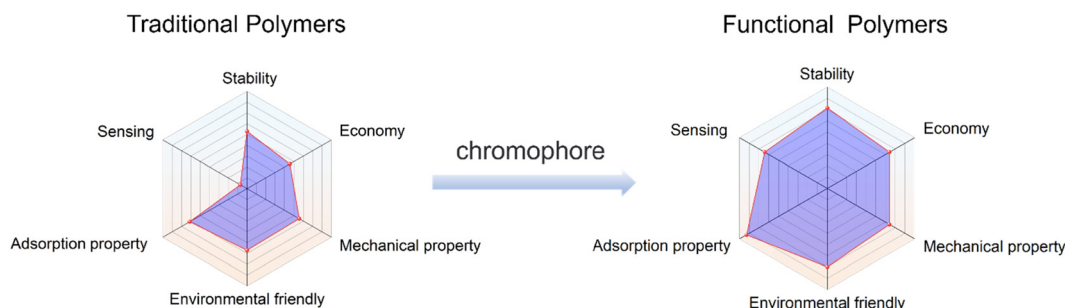 Traditional Polymers
Functional Polymers
Stability
Sensing
Economy
Adsorption property
Mechanical property
Environmental friendly
chromophore
Stability
Sensing
Economy
Adsorption property
Mechanical property
Environmental friendly